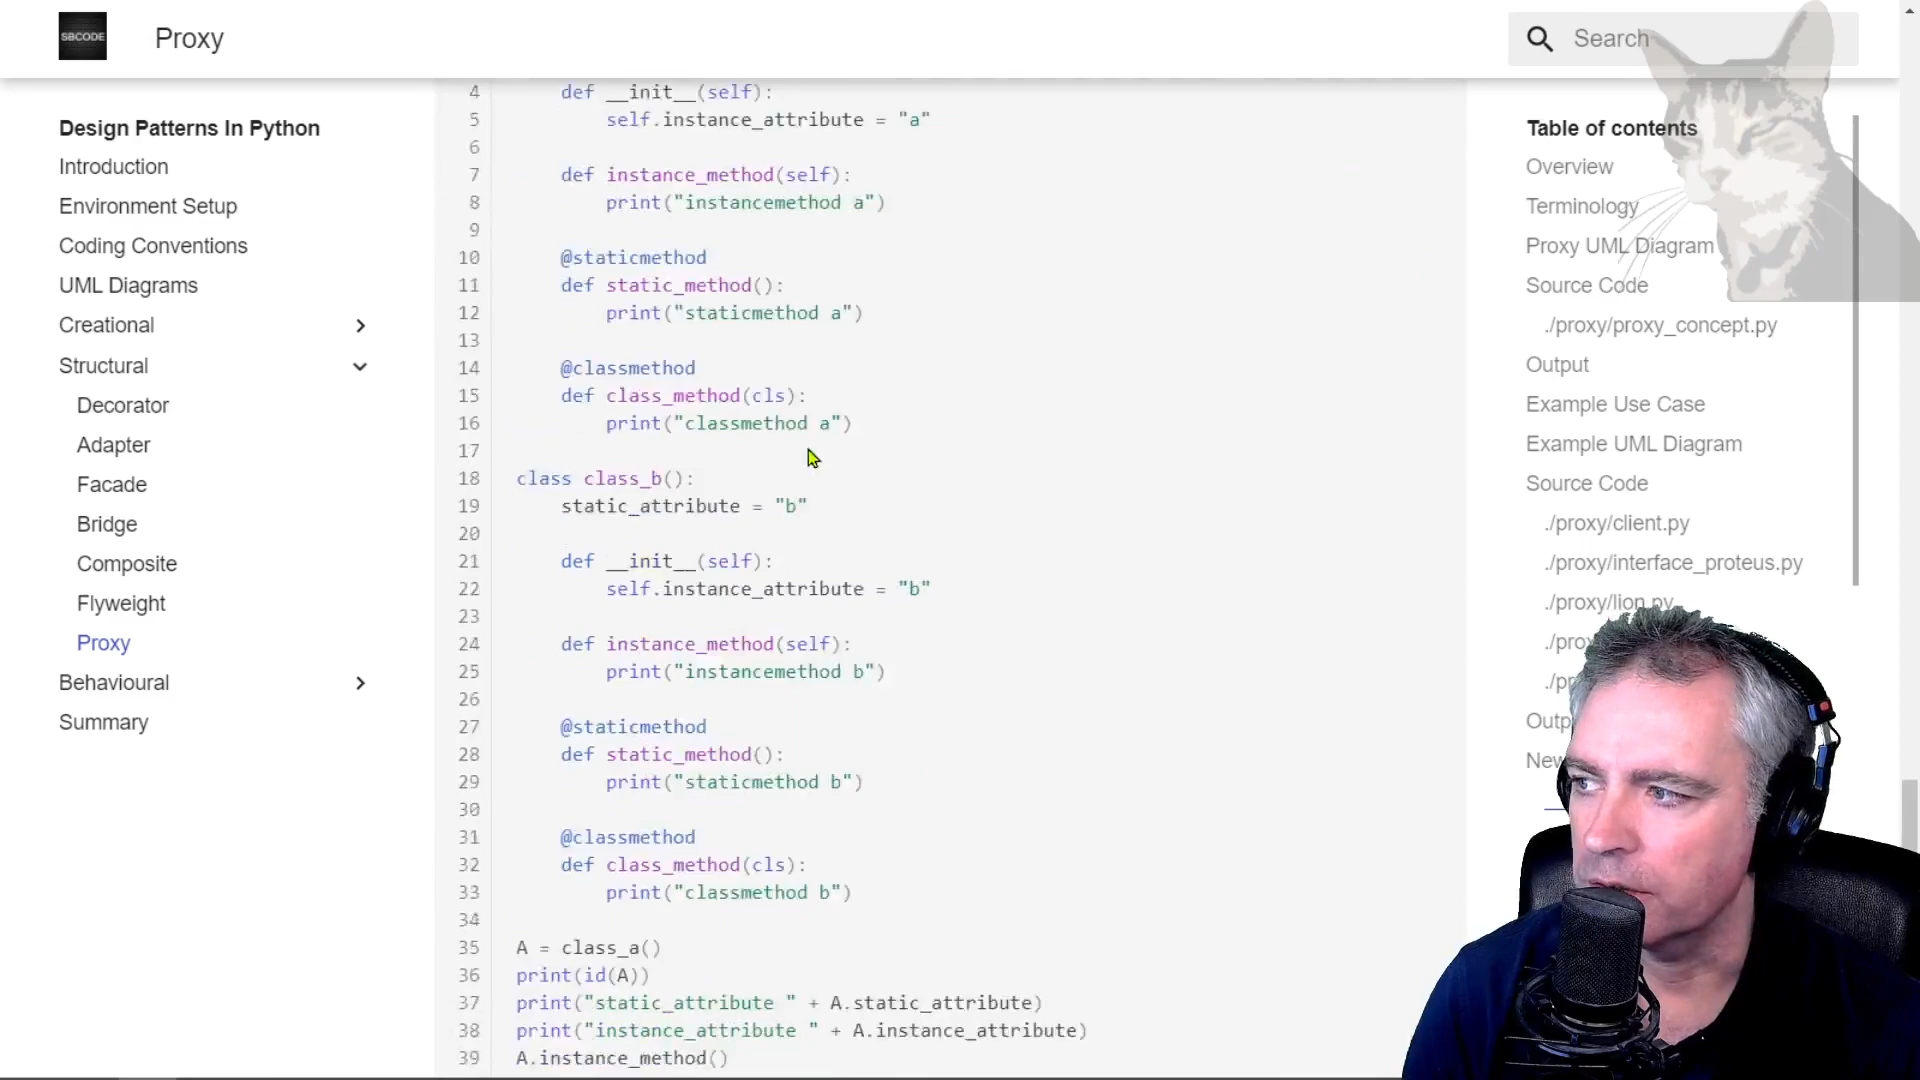 SBCODE
Proxy
Search
Design Patterns In Python
Introduction
Environment Setup
Coding Conventions
UML Diagrams
Creational
Structural
Decorator
Adapter
Facade
Bridge
Composite
Flyweight
Proxy
Behavioural
Summary
4 def __init__(self):
5 self.instance_attribute = "a"
6
7 def instance_method(self):
8 print("instancemethod a")
9
10 @staticmethod
11 def static_method():
12 print("staticmethod a")
13
14 @classmethod
15 def class_method(cls):
16 print("classmethod a")
17
18 class class_b():
19 static_attribute = "b"
20
21 def __init__(self):
22 self.instance_attribute = "b"
23
24 def instance_method(self):
25 print("instancemethod b")
26
27 @staticmethod
28 def static_method():
29 print("staticmethod b")
30
31 @classmethod
32 def class_method(cls):
33 print("classmethod b")
34
35 A = class_a()
36 print(id(A))
37 print("static_attribute " + A.static_attribute)
38 print("instance_attribute " + A.instance_attribute)
39 A.instance_method()
Table of contents
Overview
Terminology
Proxy UML Diagram
Source Code
./proxy/proxy_concept.py
Output
Example Use Case
Example UML Diagram
Source Code
./proxy/client.py
./proxy/interface_proteus.py
./proxy/lion.py